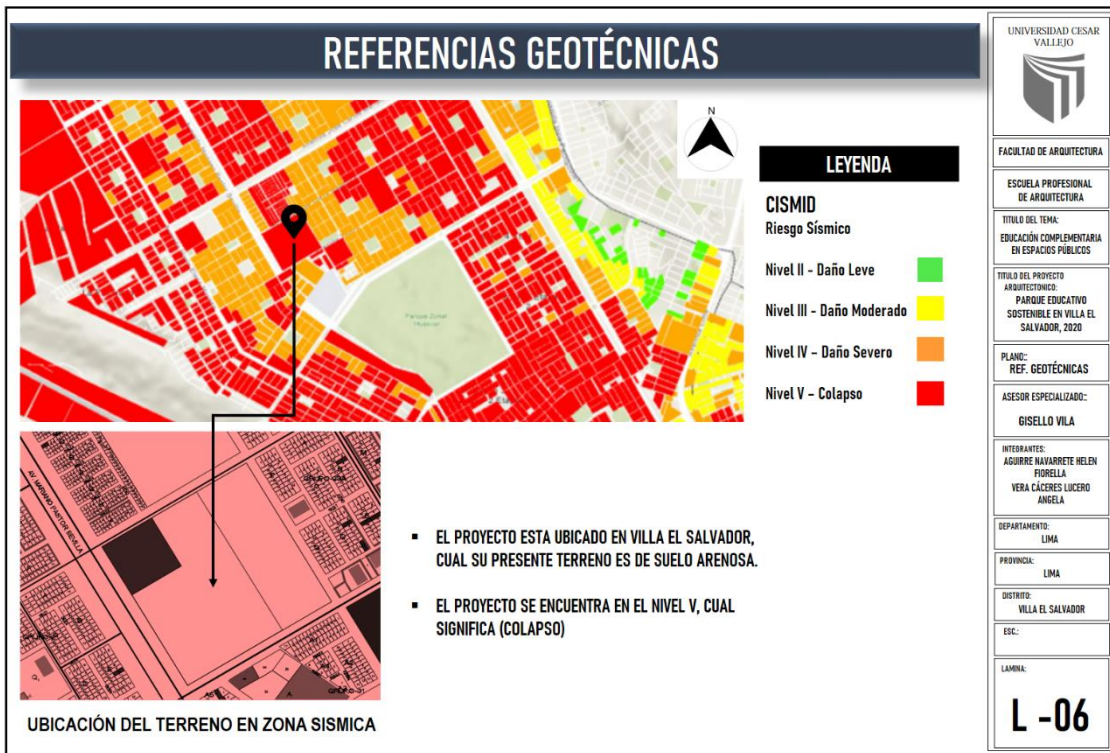 REFERENCIAS GEOTÉCNICAS
N
Parque Zonal
Huascar
LEYENDA
CISMID
Riesgo Sísmico
Nivel II - Daño Leve
Nivel III - Daño Moderado
Nivel IV - Daño Severo
Nivel V – Colapso
AV MARIANO PASTOR SEVILLA
▪ EL PROYECTO ESTA UBICADO EN VILLA EL SALVADOR,
CUAL SU PRESENTE TERRENO ES DE SUELO ARENOSA.
▪ EL PROYECTO SE ENCUENTRA EN EL NIVEL V, CUAL
SIGNIFICA (COLAPSO)
UBICACIÓN DEL TERRENO EN ZONA SISMICA
UNIVERSIDAD CESAR
VALLEJO
FACULTAD DE ARQUITECTURA
ESCUELA PROFESIONAL
DE ARQUITECTURA
TITULO DEL TEMA:
EDUCACIÓN COMPLEMENTARIA
EN ESPACIOS PÚBLICOS
TITULO DEL PROYECTO
ARQUITECTONICO:
PARQUE EDUCATIVO
SOSTENIBLE EN VILLA EL
SALVADOR, 2020
PLANO::
REF. GEOTÉCNICAS
ASESOR ESPECIALIZADO::
GISELLO VILA
INTEGRANTES:
AGUIRRE NAVARRETE HELEN
FIORELLA
VERA CÁCERES LUCERO
ANGELA
DEPARTAMENTO:
LIMA
PROVINCIA:
LIMA
DISTRITO:
VILLA EL SALVADOR
ESC.:
LAMINA:
L -06